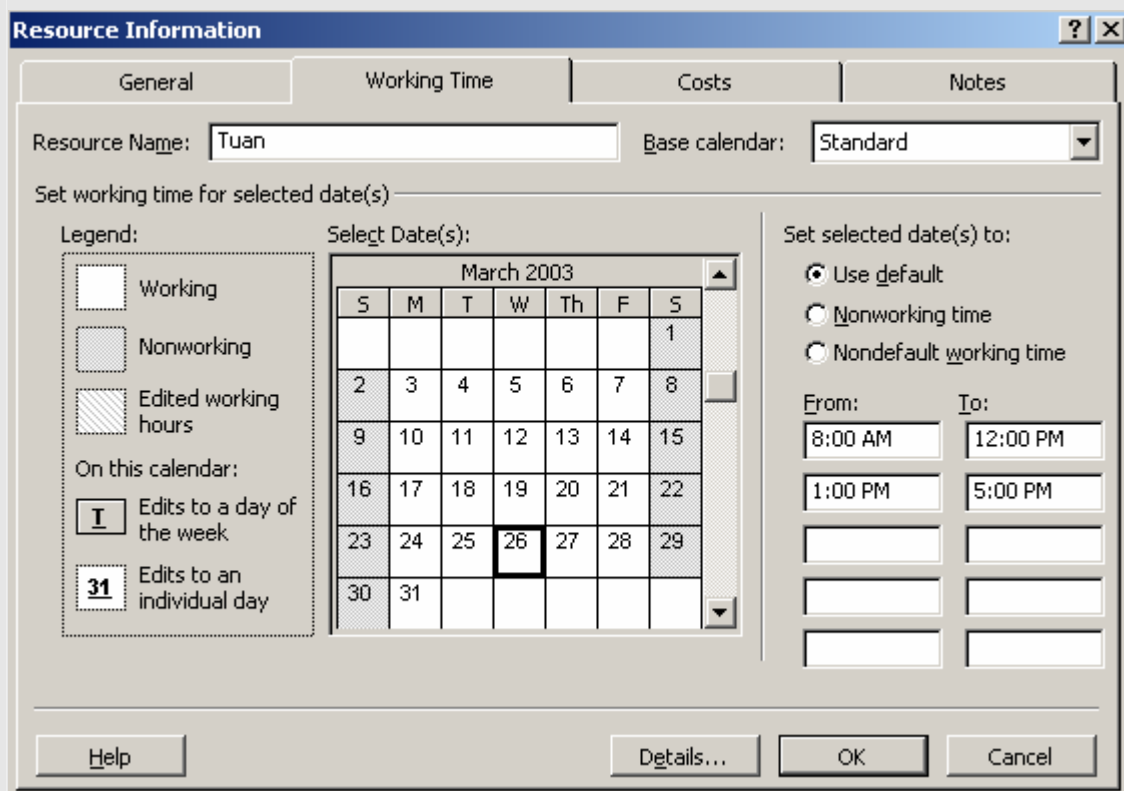 Resource Information
General Working Time Costs Notes
Resource Name: Tuan Base calendar: Standard
Set working time for selected date(s)
Legend: Select Date(s): Set selected date(s) to:
Working
Nonworking
Edited working
hours
On this calendar:
T Edits to a day of
the week
31 Edits to an
individual day
March 2003
S M T W Th F S
1
2 3 4 5 6 7 8
9 10 11 12 13 14 15
16 17 18 19 20 21 22
23 24 25 26 27 28 29
30 31
Use default
Nonworking time
Nondefault working time
From: To:
8:00 AM 12:00 PM
1:00 PM 5:00 PM
Help Details... OK Cancel